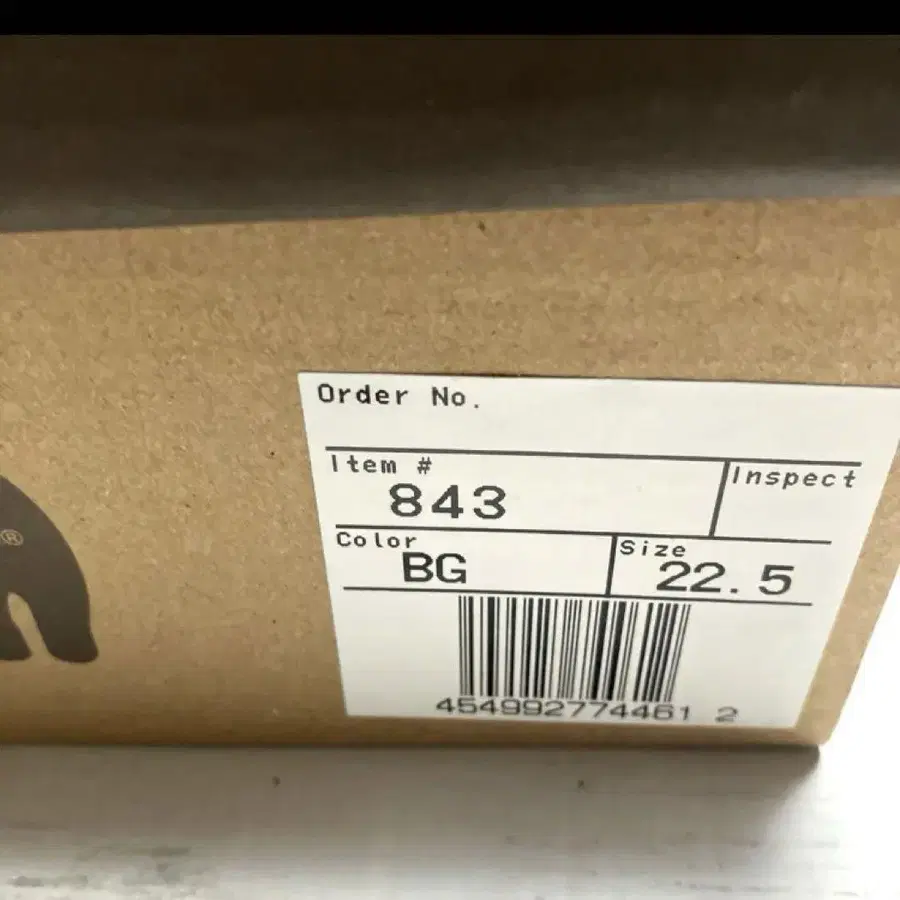 Order No.
Item #
843
Inspect
Color
BG
Size
22.5
454992774461 2
®